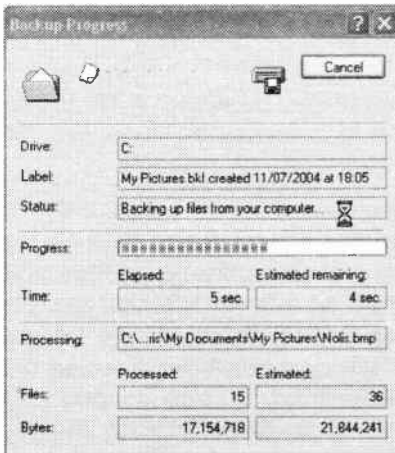 Backup Progress
Cancel
Drive: C:
Label: My Pictures.bkf created 11/07/2004 at 18:05
Status: Backing up files from your computer...
Progress:
Elapsed: Estimated remaining:
Time: 5 sec. 4 sec.
Processing: C:\...ris\My Documents\My Pictures\Nolis.bmp
Processed: Estimated:
Files: 15 36
Bytes: 17,154,718 21,844,241